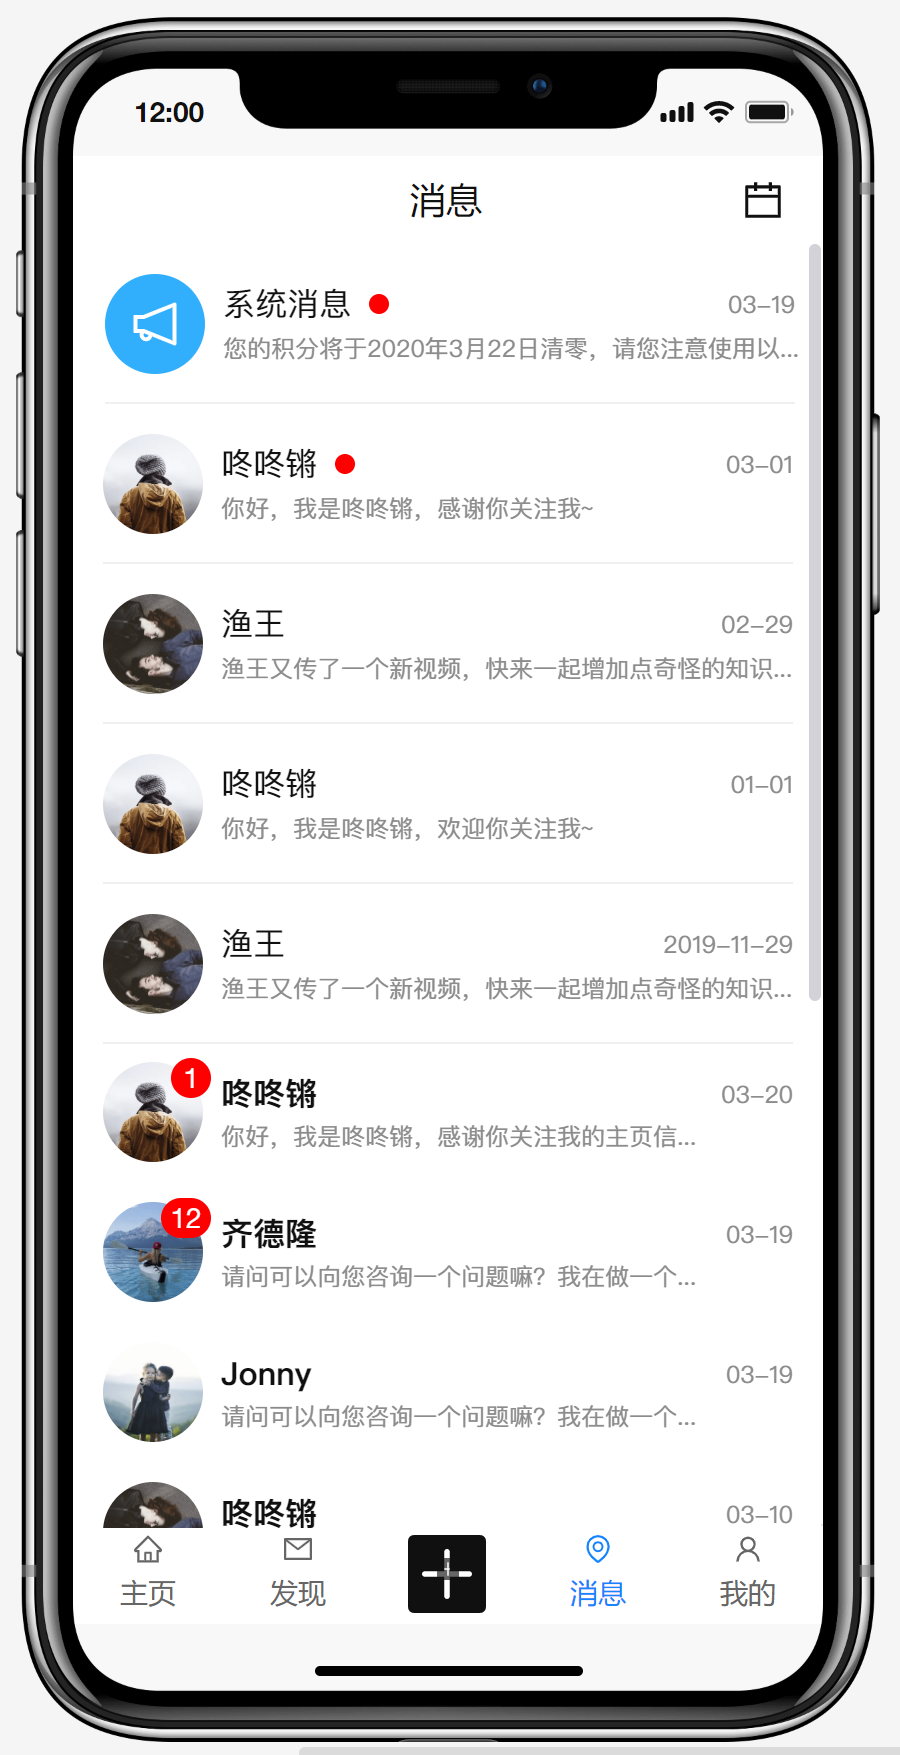 12:00
消息
系统消息
03-19
您的积分将于2020年3月22日清零，请您注意使用以...
咚咚锵
03-01
你好，我是咚咚锵，感谢你关注我~
渔王
02-29
渔王又传了一个新视频，快来一起增加点奇怪的知识...
咚咚锵
01-01
你好，我是咚咚锵，欢迎你关注我~
渔王
2019-11-29
渔王又传了一个新视频，快来一起增加点奇怪的知识...
1
咚咚锵
03-20
你好，我是咚咚锵，感谢你关注我的主页信...
12
齐德隆
03-19
请问可以向您咨询一个问题嘛？我在做一个...
Jonny
03-19
请问可以向您咨询一个问题嘛？我在做一个...
咚咚锵
03-10
主页
发现
消息
我的